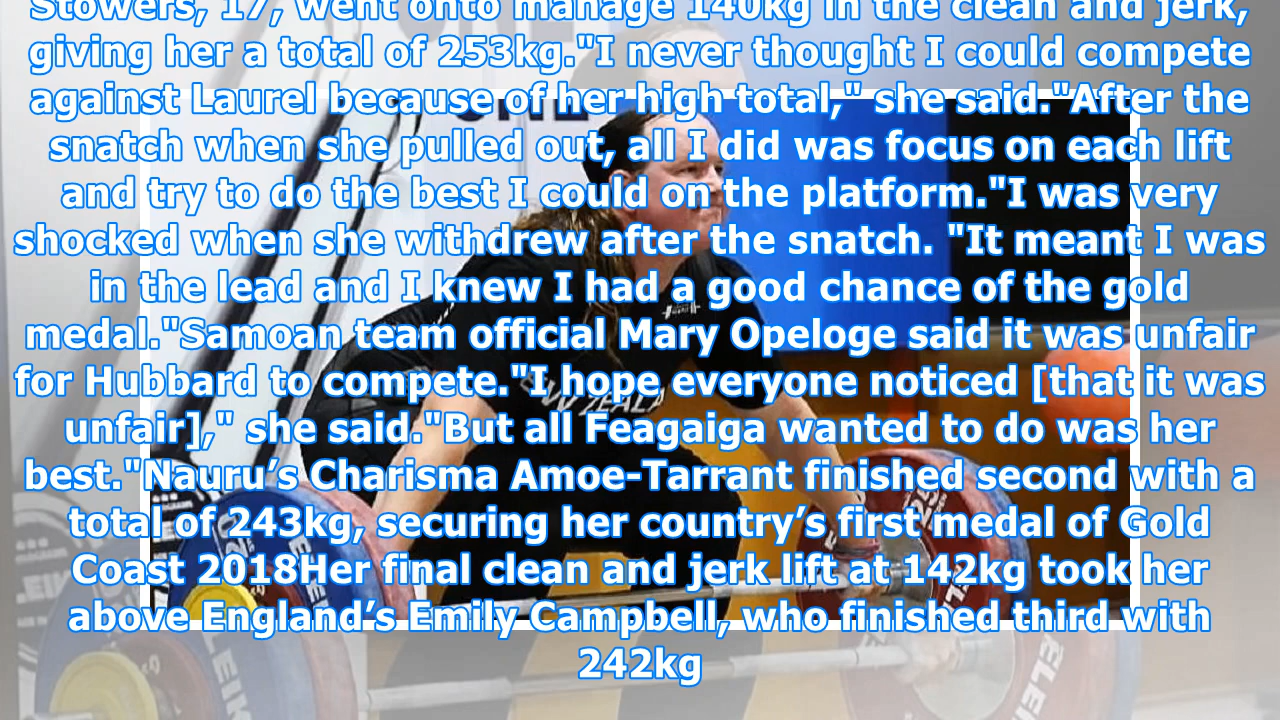 Stowers, 17, went onto manage 140kg in the clean and jerk,
giving her a total of 253kg."I never thought I could compete
against Laurel because of her high total," she said."After the
snatch when she pulled out, all I did was focus on each lift
and try to do the best I could on the platform."I was very
shocked when she withdrew after the snatch. "It meant I was
in the lead and I knew I had a good chance of the gold
medal."Samoan team official Mary Opeloge said it was unfair
for Hubbard to compete."I hope everyone noticed [that it was
unfair]," she said."But all Feagaiga wanted to do was her
best."Nauru’s Charisma Amoe-Tarrant finished second with a
total of 243kg, securing her country’s first medal of Gold
Coast 2018Her final clean and jerk lift at 142kg took her
above England’s Emily Campbell, who finished third with
242kg